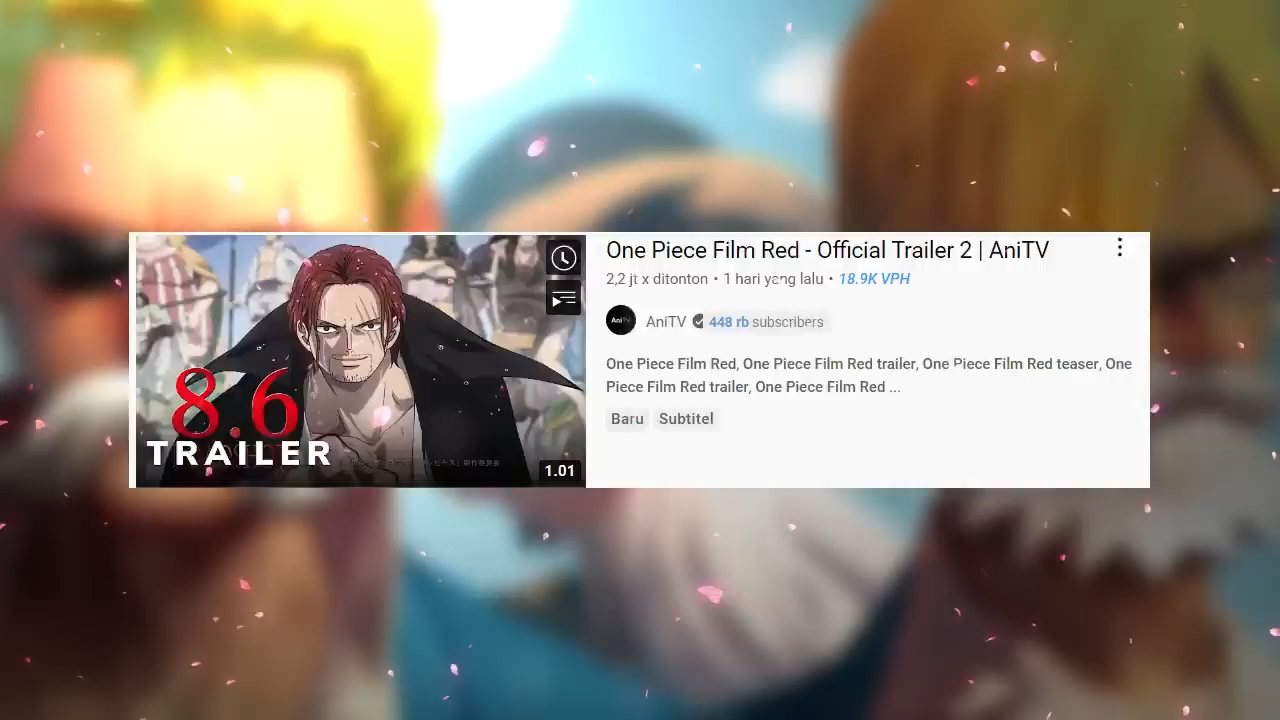 One Piece Film Red - Official Trailer 2 | AniTV
2,2 jt x ditonton • 1 hari yang lalu • 18.9K VPH
AniTV 448 rb subscribers
One Piece Film Red, One Piece Film Red trailer, One Piece Film Red teaser, One
Piece Film Red trailer, One Piece Film Red ...
Baru Subtitel
8.6
TRAILER
1.01